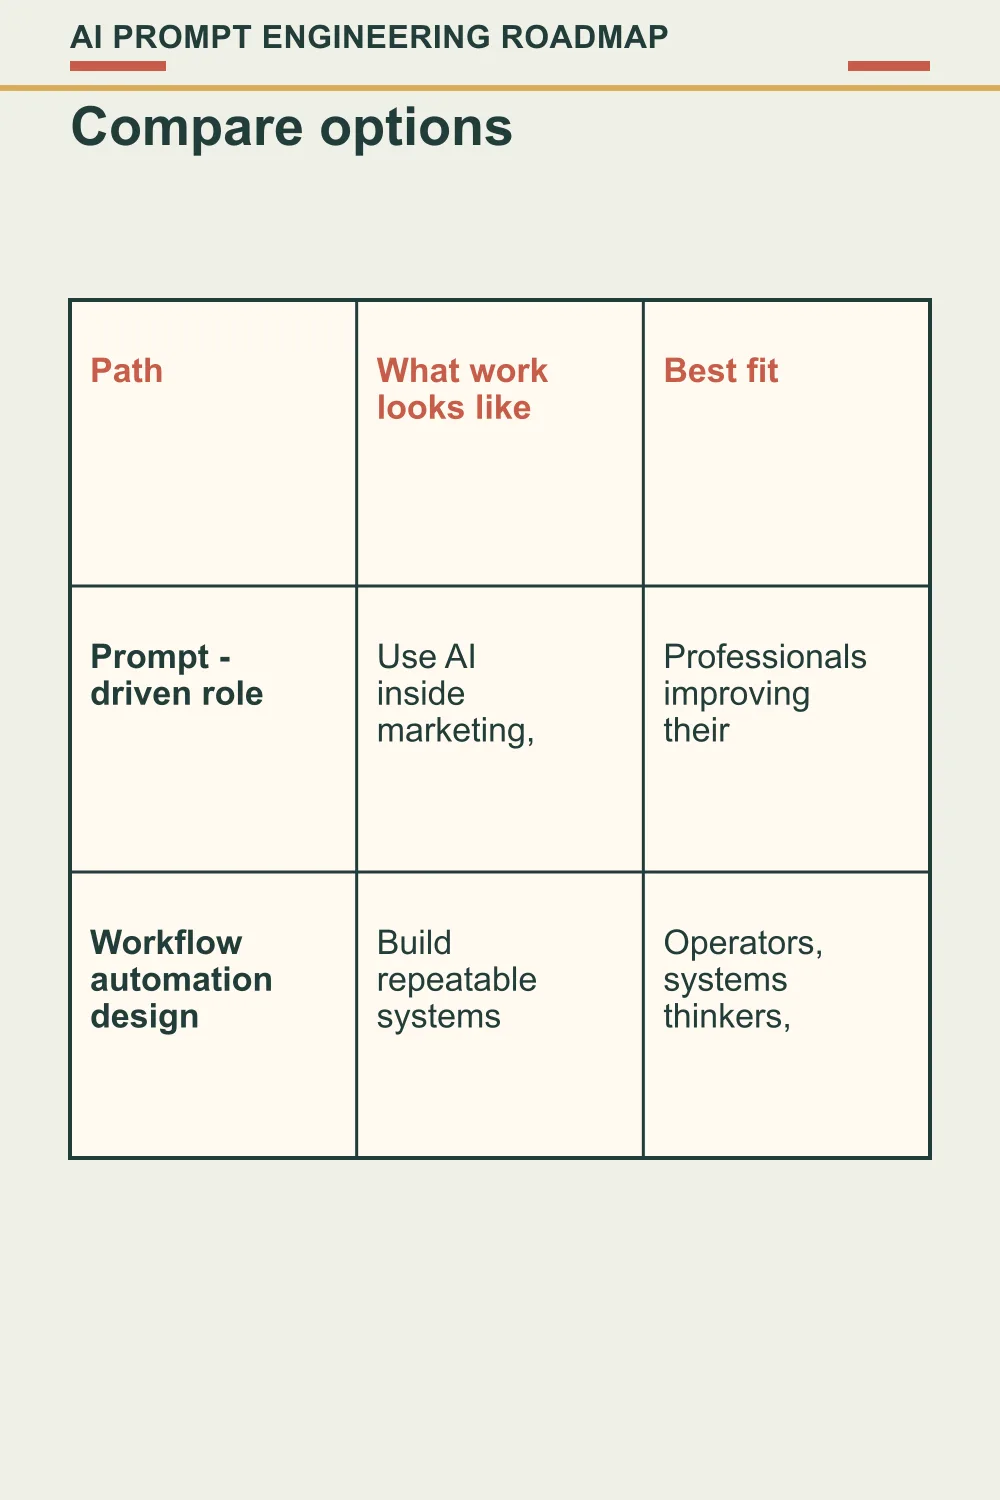 AI PROMPT ENGINEERING ROADMAP
Compare options
Path
What work
looks like
Best fit
Prompt -
driven role
Use AI
inside
marketing,
Professionals
improving
their
Workflow
automation
design
Build
repeatable
systems
Operators,
systems
thinkers,